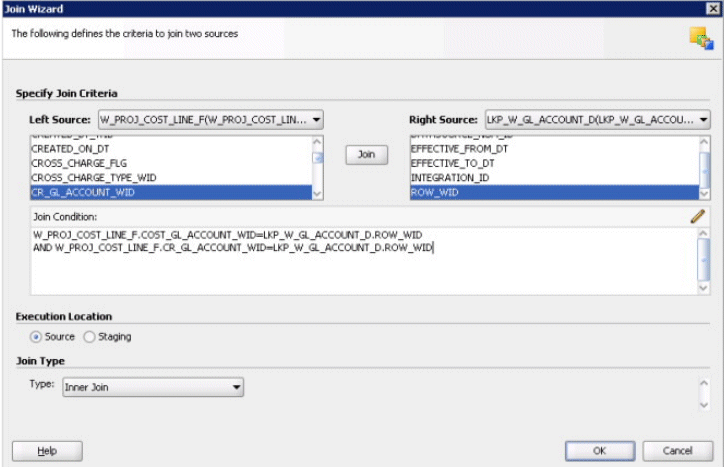 Join Wizard
The following defines the criteria to join two sources
Specify Join Criteria
Left Source: W_PROJ_COST_LINE_F(W_PROJ_COST_LIN...
Right Source: LKP_W_GL_ACCOUNT_D(LKP_W_GL_ACCOU...
CREATED_ON_DT
CROSS_CHARGE_FLG
CROSS_CHARGE_TYPE_WID
CR_GL_ACCOUNT_WID
Join
EFFECTIVE_FROM_DT
EFFECTIVE_TO_DT
INTEGRATION_ID
ROW_WID
Join Condition:
W_PROJ_COST_LINE_F.COST_GL_ACCOUNT_WID=LKP_W_GL_ACCOUNT_D.ROW_WID
AND W_PROJ_COST_LINE_F.CR_GL_ACCOUNT_WID=LKP_W_GL_ACCOUNT_D.ROW_WID
Execution Location
Source Staging
Join Type
Type: Inner Join
Help
OK
Cancel